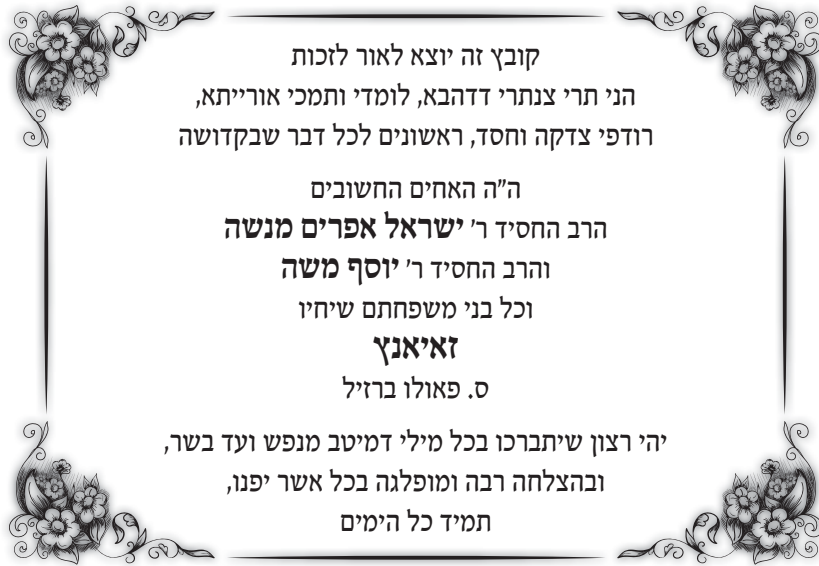 קובץ זה יוצא לאור לזכות
הני תרי צנתרי דדהבא, לומדי ותמכי אורייתא,
רודפי צדקה וחסד, ראשונים לכל דבר שבקדושה
ה"ה האחים החשובים
הרב החסיד ר' ישראל אפרים מנשה
והרב החסיד ר' יוסף משה
וכל בני משפחתם שיחיו
זאיאנץ
ס. פאולו ברזיל
יהי רצון שיתברכו בכל מילי דמיטב מנפש ועד בשר,
ובהצלחה רבה ומופלגה בכל אשר יפנו,
תמיד כל הימים